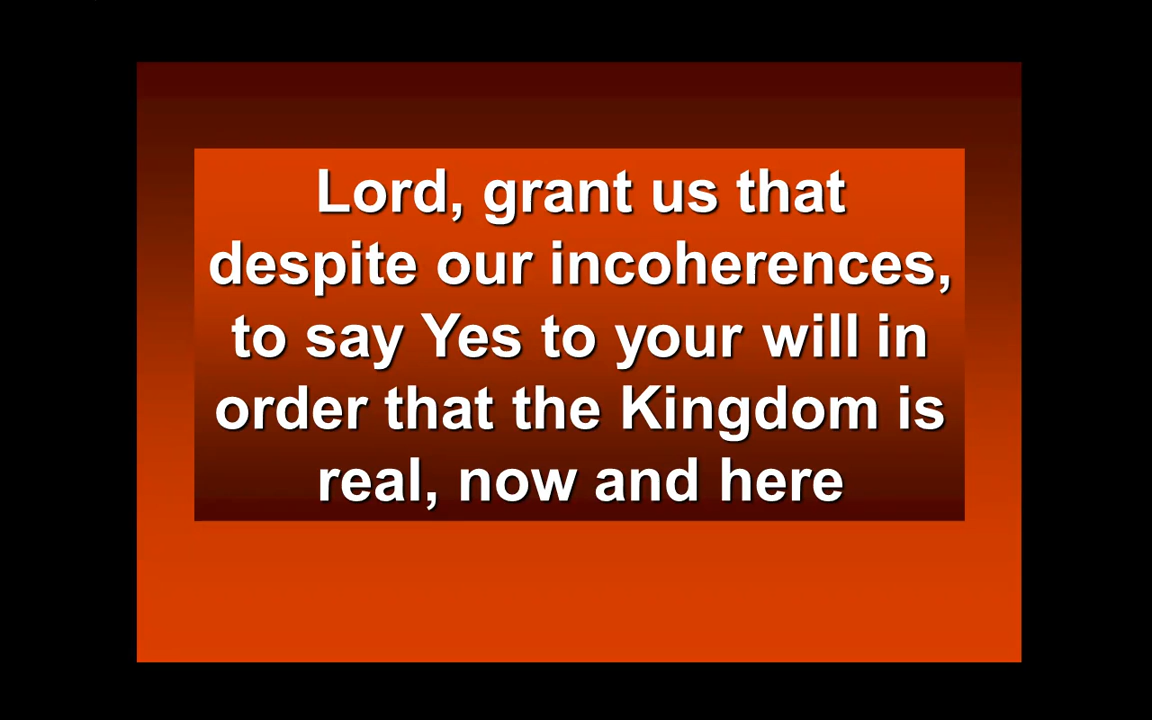 Lord, grant us that
despite our incoherences,
to say Yes to your will in
order that the Kingdom is
real, now and here